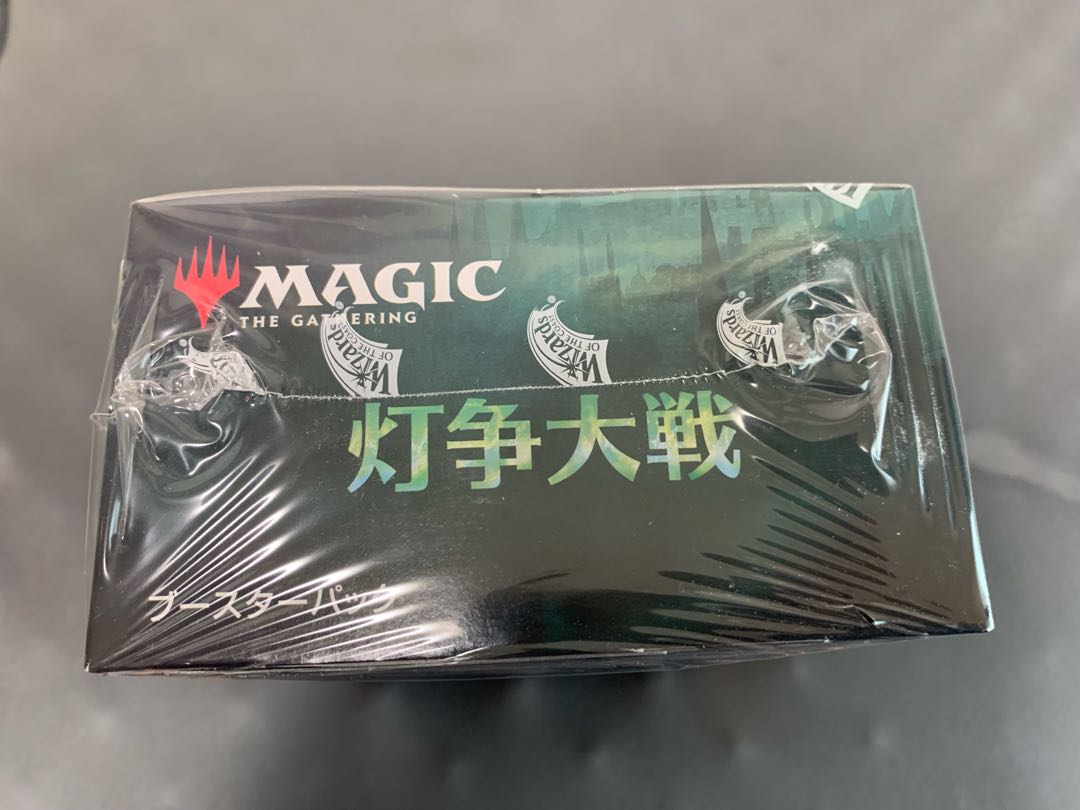 MAGIC
THE GATHERING
Wizards
OF THE COAST
Wizards
OF THE COAST
Wizards
OF THE COAST
灯争大戦
ブースターパック